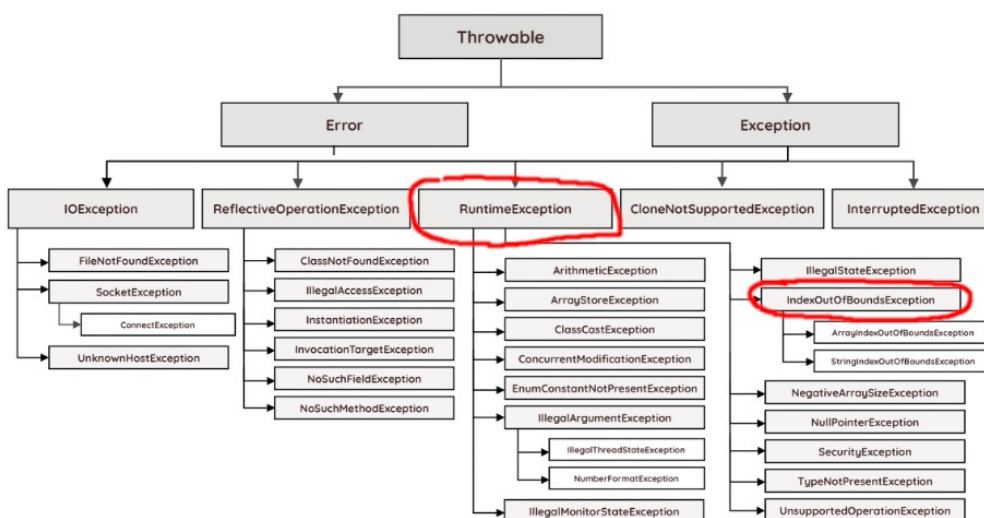 Throwable
Error
Exception
IOException
ReflectiveOperationException
RuntimeException
CloneNotSupportedException
InterruptedException
FileNotFoundException
SocketException
ConnectException
UnknownHostException
ClassNotFoundException
IllegalAccessException
InstantiationException
InvocationTargetException
NoSuchFieldException
NoSuchMethodException
ArithmeticException
ArrayStoreException
ClassCastException
ConcurrentModificationException
EnumConstantNotPresentException
IllegalArgumentException
IllegalThreadStateException
NumberFormatException
IllegalMonitorStateException
IllegalStateException
IndexOutOfBoundsException
ArrayIndexOutOfBoundsException
StringIndexOutOfBoundsException
NegativeArraySizeException
NullPointerException
SecurityException
TypeNotPresentException
UnsupportedOperationException